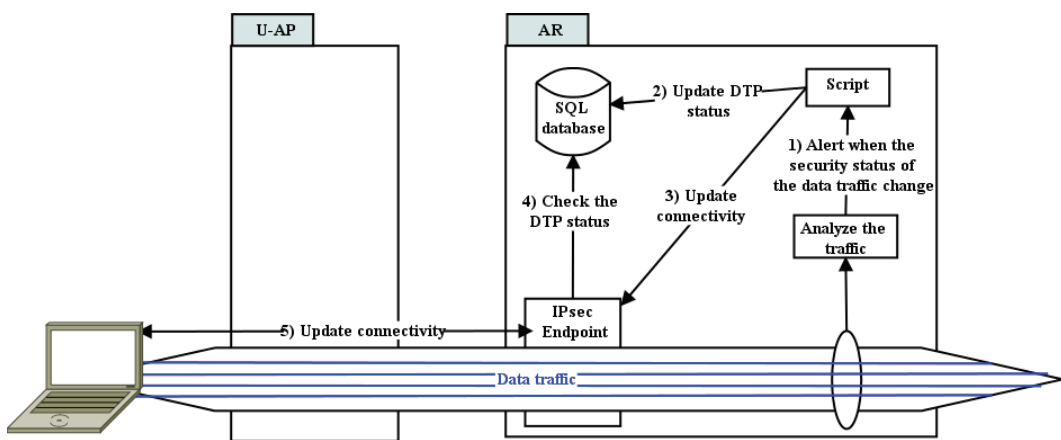 U-AP
AR
SQL
database
2) Update DTP
status
Script
1) Alert when the
security status of
the data traffic change
4) Check the
DTP status
3) Update
connectivity
Analyze the
traffic
IPsec
Endpoint
5) Update connectivity
Data traffic